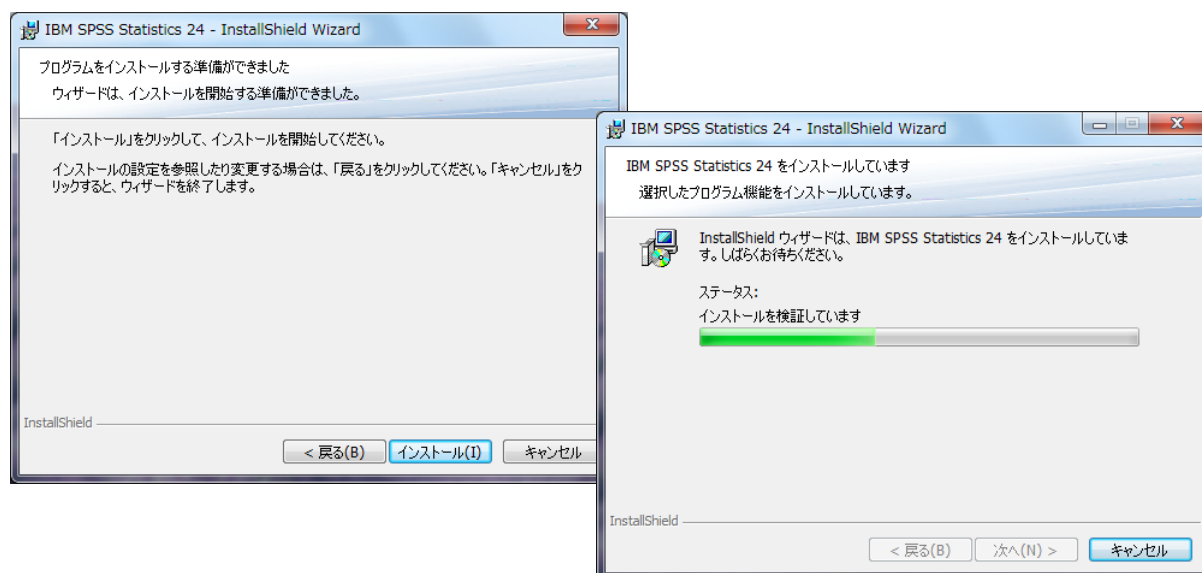 IBM SPSS Statistics 24 - InstallShield Wizard
プログラムをインストールする準備ができました
ウィザードは、インストールを開始する準備ができました。
「インストール」をクリックして、インストールを開始してください。
インストールの設定を参照したり変更する場合は、「戻る」をクリックしてください。「キャンセル」をク
リックすると、ウィザードを終了します。
InstallShield
< 戻る(B)
インストール(I)
キャンセル
IBM SPSS Statistics 24 - InstallShield Wizard
IBM SPSS Statistics 24 をインストールしています
選択したプログラム機能をインストールしています。
InstallShield ウィザードは、IBM SPSS Statistics 24 をインストールしていま
す。しばらくお待ちください。
ステータス:
インストールを検証しています
InstallShield
< 戻る(B)
次へ(N) >
キャンセル